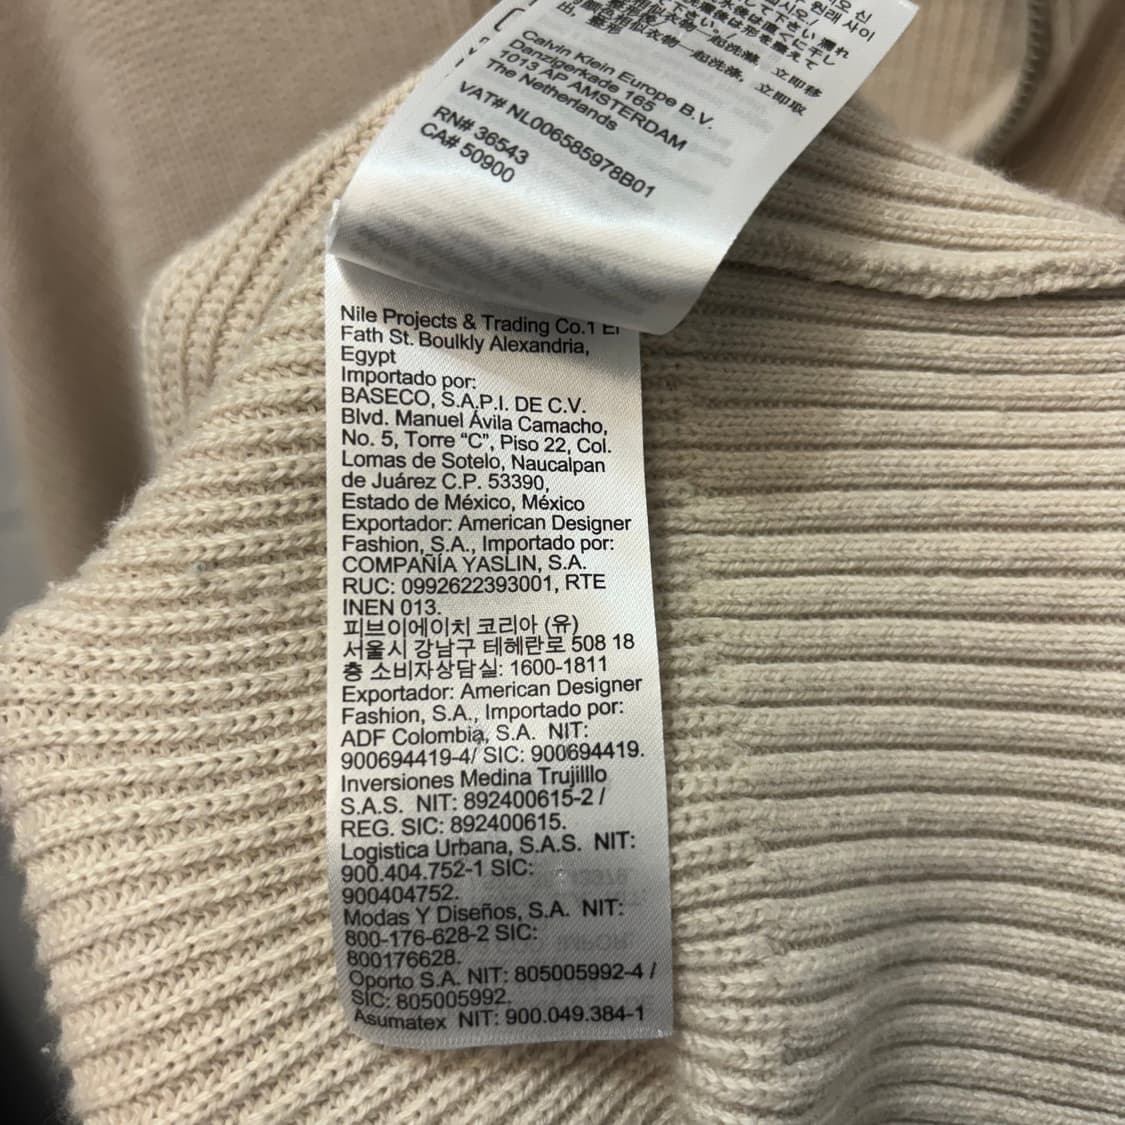 Calvin Klein Europe B.V.
Danzigerkade 165
1013 AP AMSTERDAM
The Netherlands
VAT# NL006585978B01
RN# 36543
CA# 50900
Nile Projects & Trading Co.1 El
Fath St. Boulkly Alexandria,
Egypt
Importado por:
BASECO, S.A.P.I. DE C.V.
Blvd. Manuel Ávila Camacho,
No. 5, Torre “C”, Piso 22, Col.
Lomas de Sotelo, Naucalpan
de Juárez C.P. 53390,
Estado de México, México
Exportador: American Designer
Fashion, S.A., Importado por:
COMPAÑÍA YASLIN, S.A.
RUC: 0992622393001, RTE
INEN 013.
피브이에이치 코리아 (유)
서울시 강남구 테헤란로 508 18
층 소비자상담실: 1600-1811
Exportador: American Designer
Fashion, S.A., Importado por:
ADF Colombia, S.A. NIT:
900694419-4/ SIC: 900694419.
Inversiones Medina Trujilllo
S.A.S. NIT: 892400615-2 /
REG. SIC: 892400615.
Logistica Urbana, S.A.S. NIT:
900.404.752-1 SIC:
900404752.
Modas Y Diseños, S.A. NIT:
800-176-628-2 SIC:
800176628.
Oporto S.A. NIT: 805005992-4 /
SIC: 805005992.
Asumatex NIT: 900.049.384-1